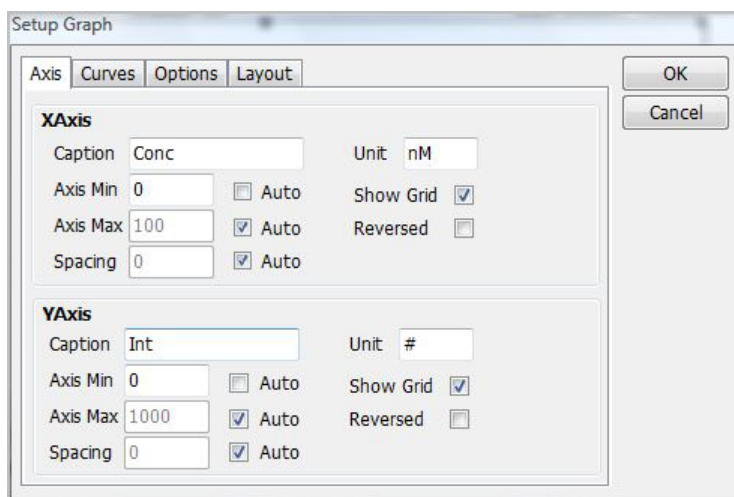 Setup Graph
Axis Curves Options Layout
OK
Cancel
XAxis
Caption Conc Unit nM
Axis Min 0 Auto Show Grid
Axis Max 100 Auto Reversed
Spacing 0 Auto
YAxis
Caption Int Unit #
Axis Min 0 Auto Show Grid
Axis Max 1000 Auto Reversed
Spacing 0 Auto